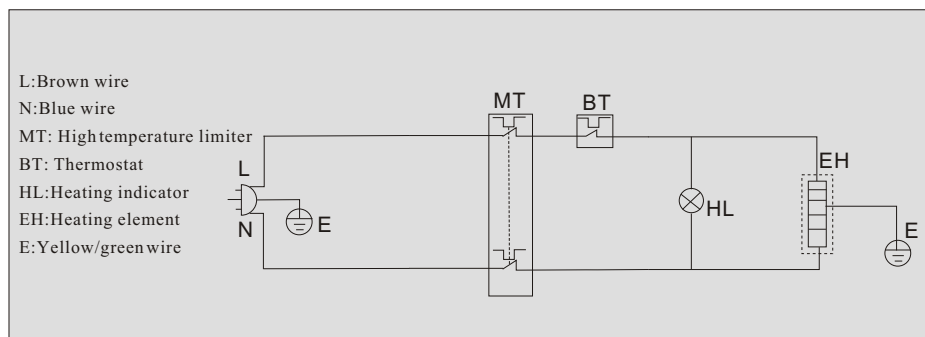 L:Brown wire
N:Blue wire
MT: High temperature limiter
BT: Thermostat
HL:Heating indicator
EH:Heating element
E:Yellow/green wire
MT
BT
L
N
E
HL
EH
E